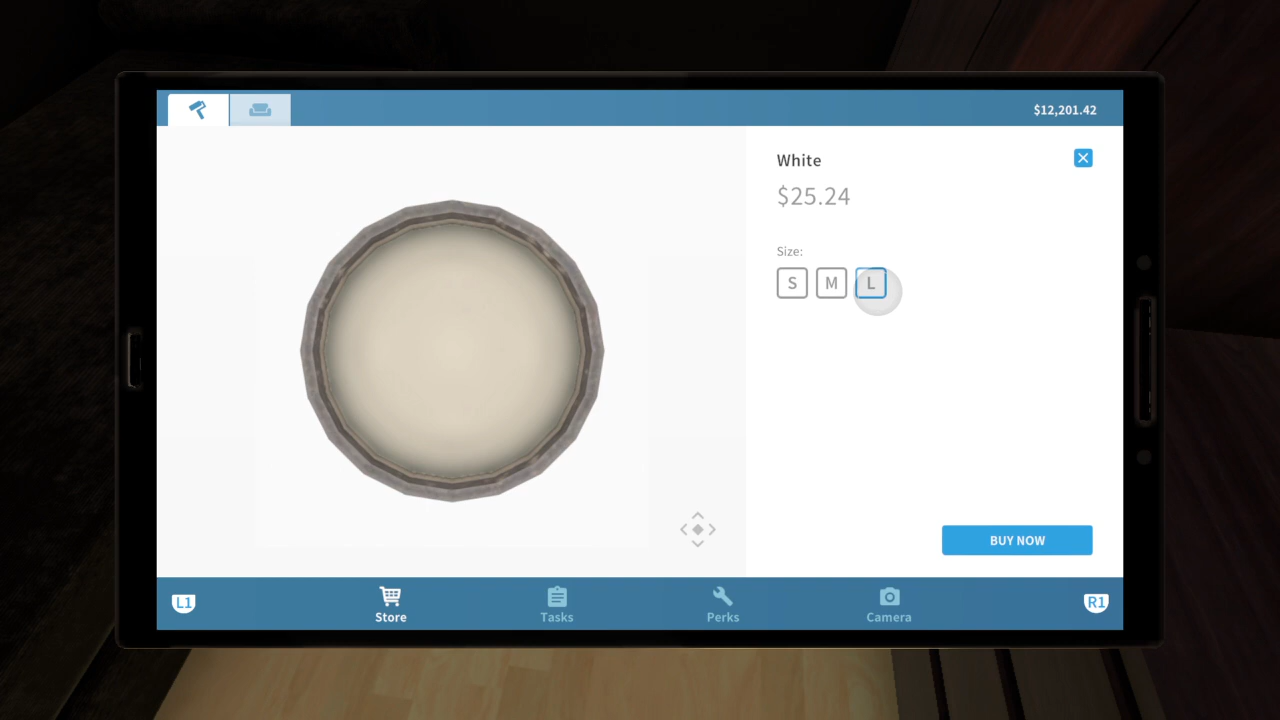 $12,201.42
White
$25.24
Size:
S M L
BUY NOW
L1
Store
Tasks
Perks
Camera
R1